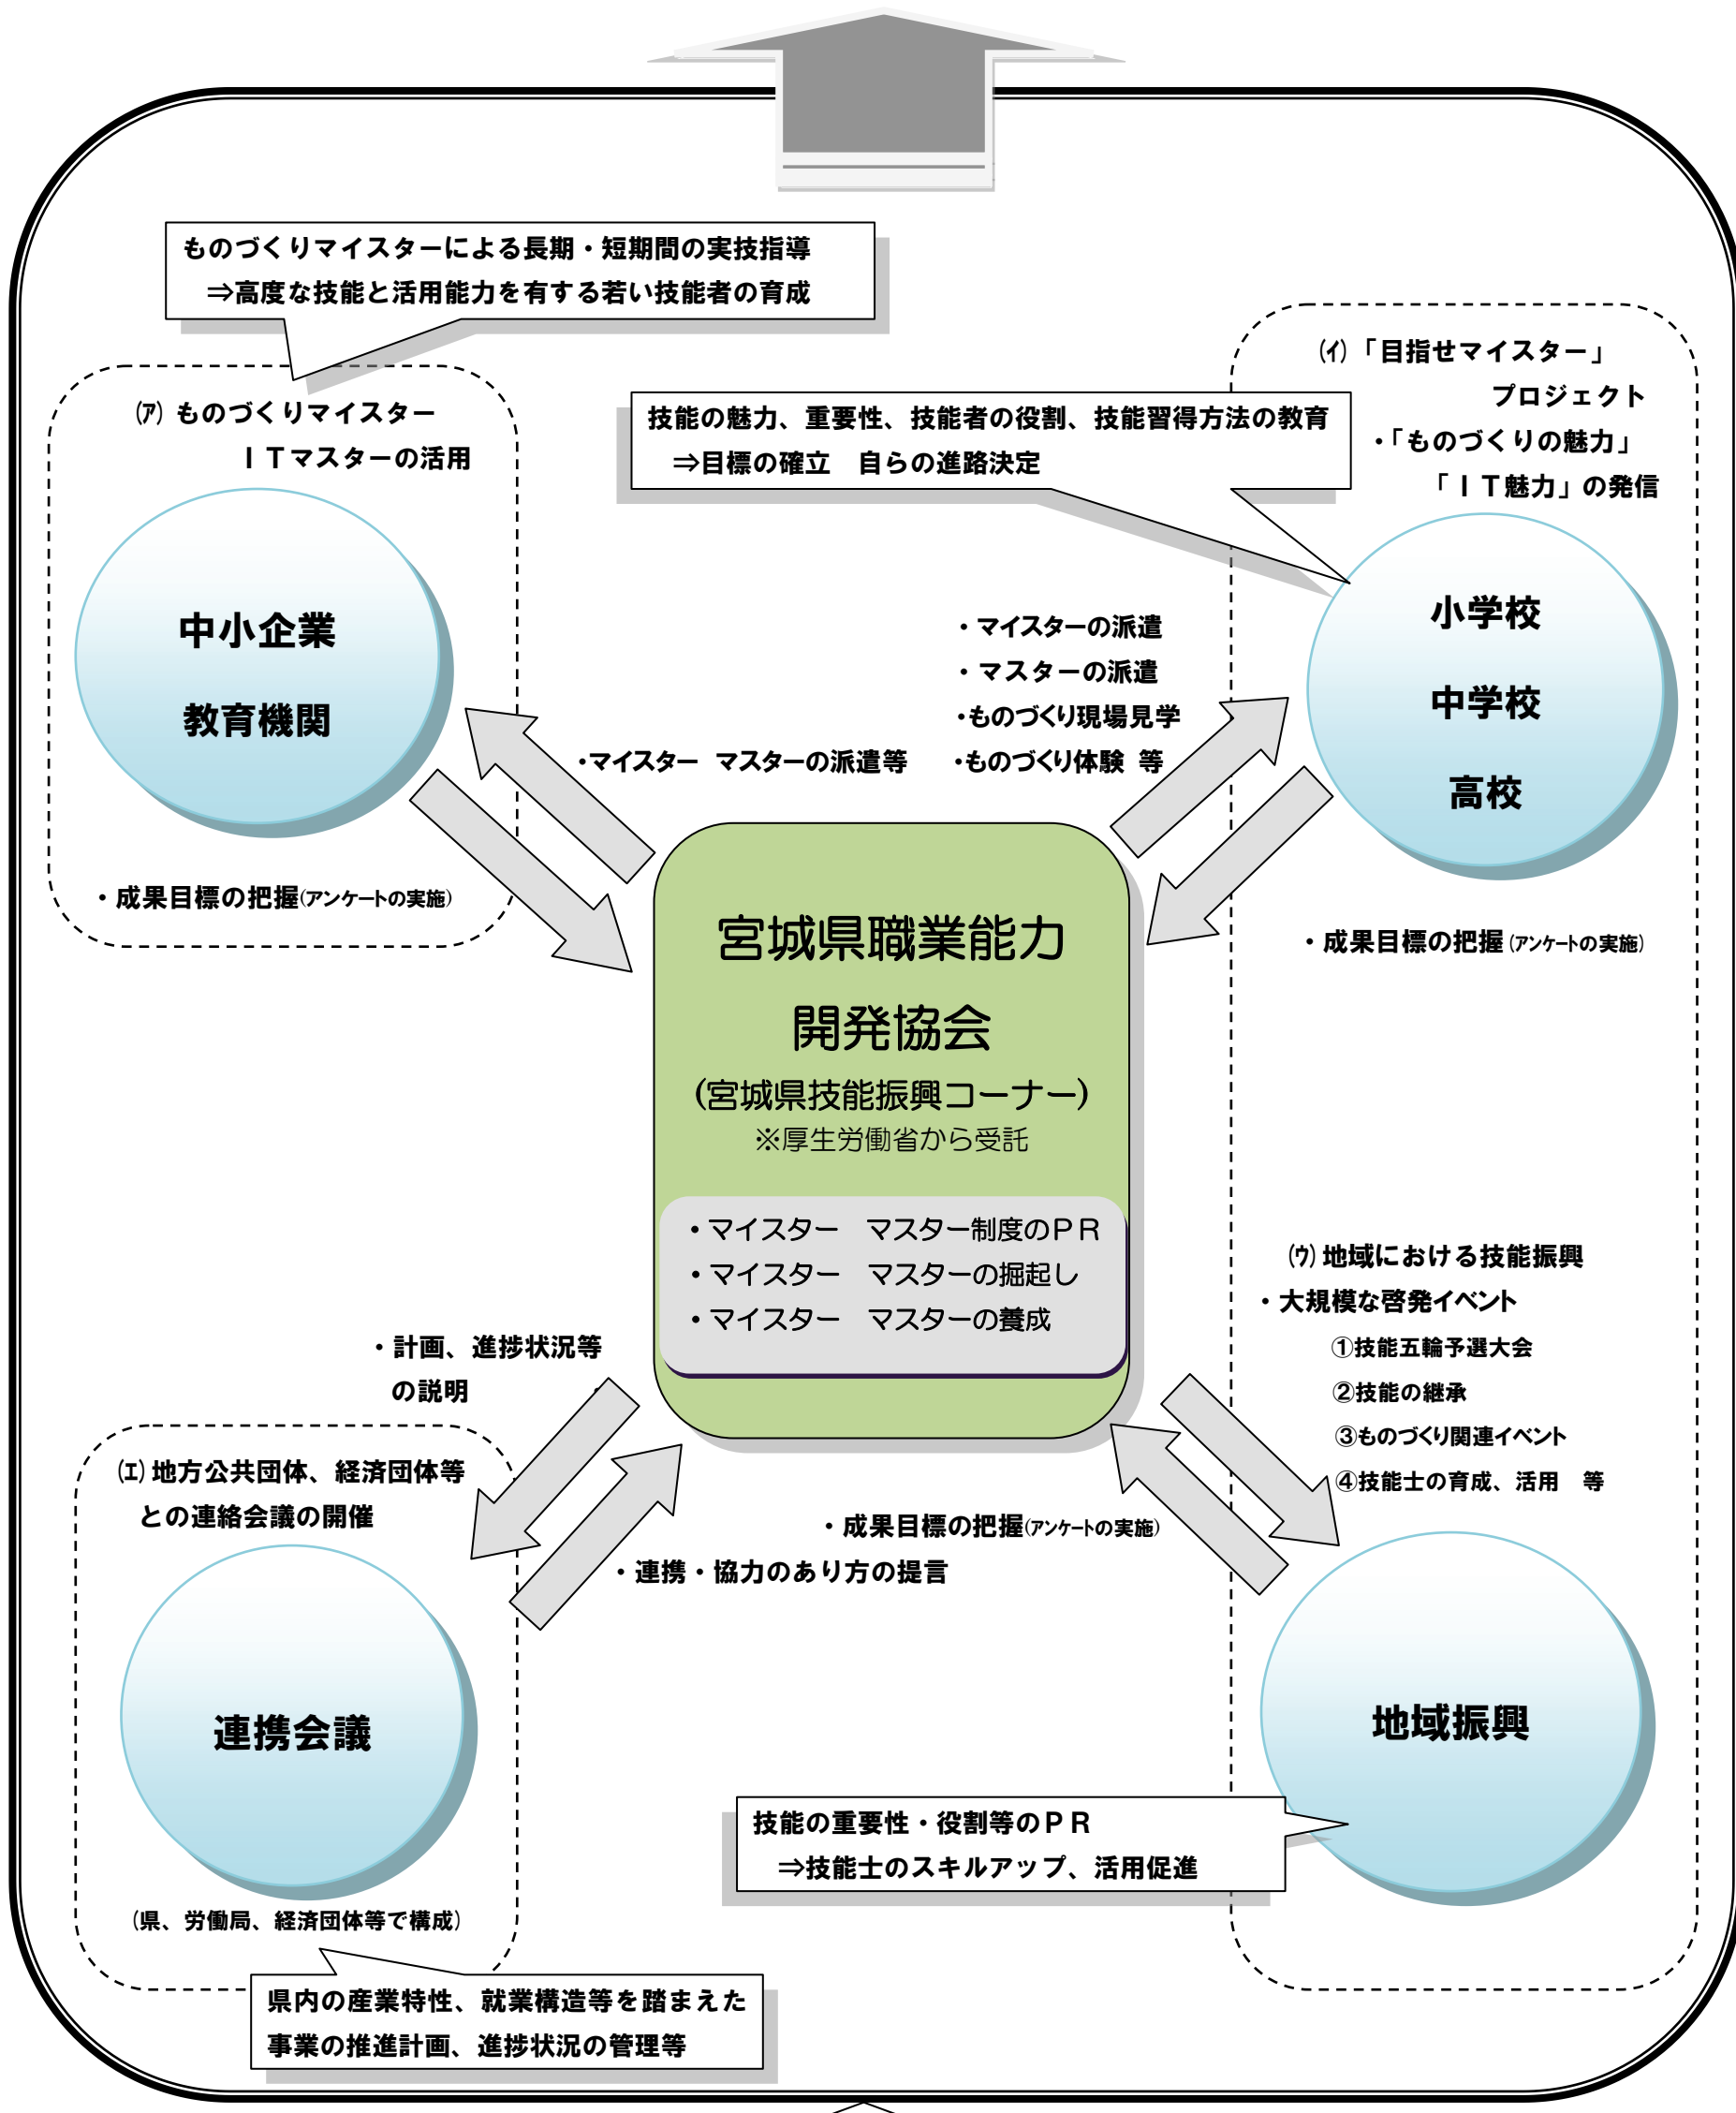 ものづくりマイスターによる長期・短期間の実技指導
⇒高度な技能と活用能力を有する若い技能者の育成
㋐ ものづくりマイスター
ＩＴマスターの活用
中小企業
教育機関
・成果目標の把握(アンケートの実施)
・マイスター　マスターの派遣等
技能の魅力、重要性、技能者の役割、技能習得方法の教育
⇒目標の確立　自らの進路決定
(ｲ)「目指せマイスター」
プロジェクト
・「ものづくりの魅力」
「ＩＴ魅力」の発信
小学校
中学校
高校
・マイスターの派遣
・マスターの派遣
・ものづくり現場見学
・ものづくり体験 等
・成果目標の把握(アンケートの実施)
宮城県職業能力
開発協会
(宮城県技能振興コーナー)
※厚生労働省から受託
・マイスター　マスター制度のＰＲ
・マイスター　マスターの掘起し
・マイスター　マスターの養成
・計画、進捗状況等
の説明
(ｴ)地方公共団体、経済団体等
との連絡会議の開催
連携会議
(県、労働局、経済団体等で構成)
県内の産業特性、就業構造等を踏まえた
事業の推進計画、進捗状況の管理等
・成果目標の把握(アンケートの実施)
・連携・協力のあり方の提言
(ｳ)地域における技能振興
・大規模な啓発イベント
①技能五輪予選大会
②技能の継承
③ものづくり関連イベント
④技能士の育成、活用　等
地域振興
技能の重要性・役割等のＰＲ
⇒技能士のスキルアップ、活用促進